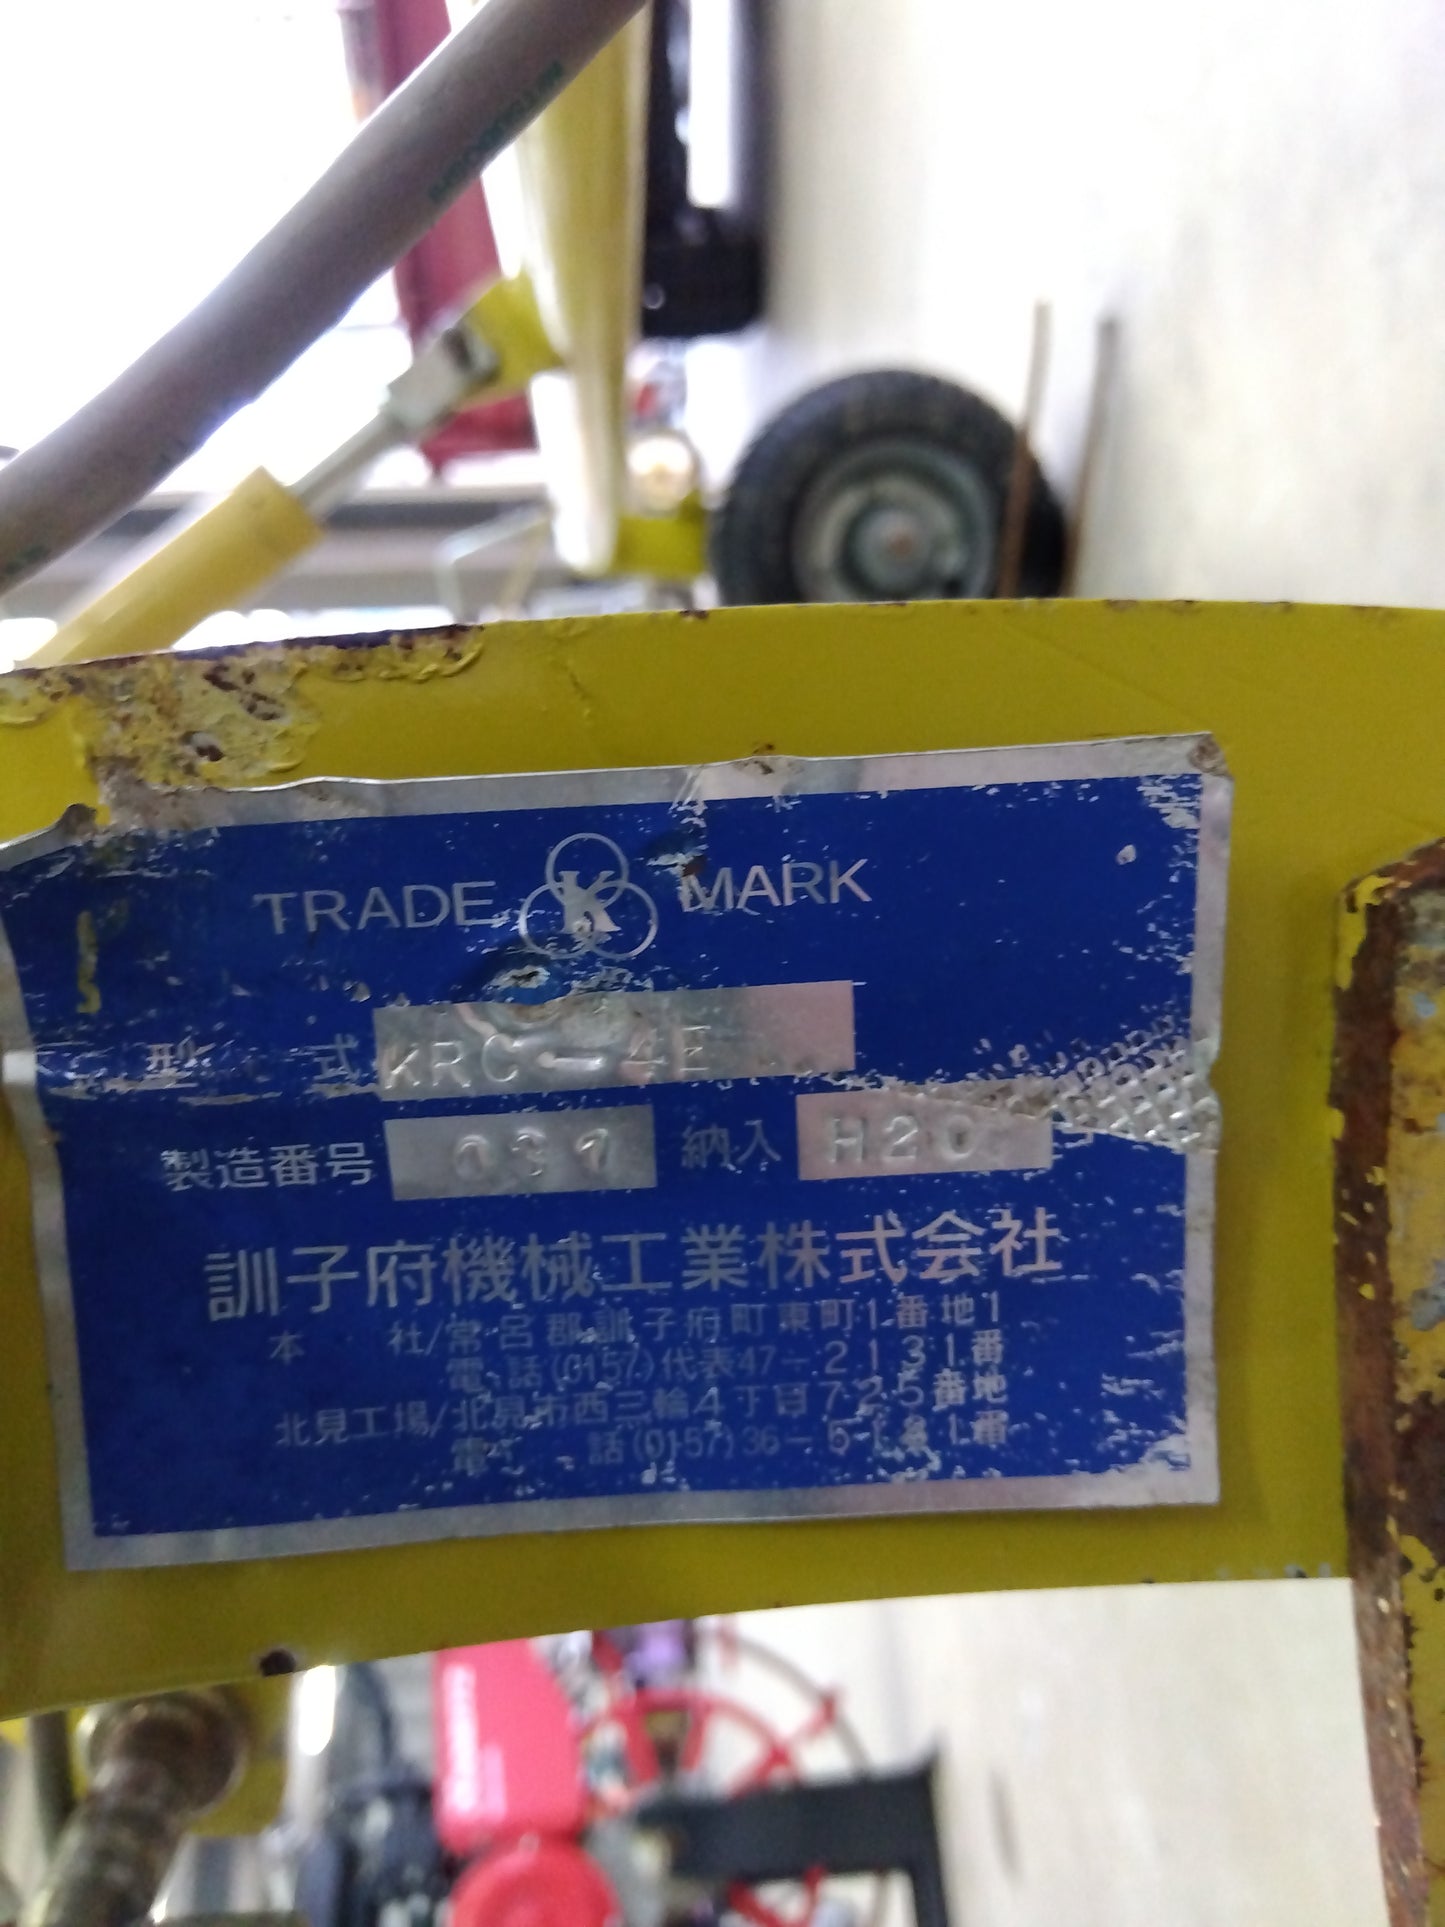 TRADE K MARK
型 式 KRC-4E
製造番号 031 納入 H20
訓子府機械工業株式会社
本 社/常呂郡訓子府町東町1番地1
電 話(0157)代表47-2131番
北見工場/北見市西三輪4丁目725番地
電 話(0157)36-5181番